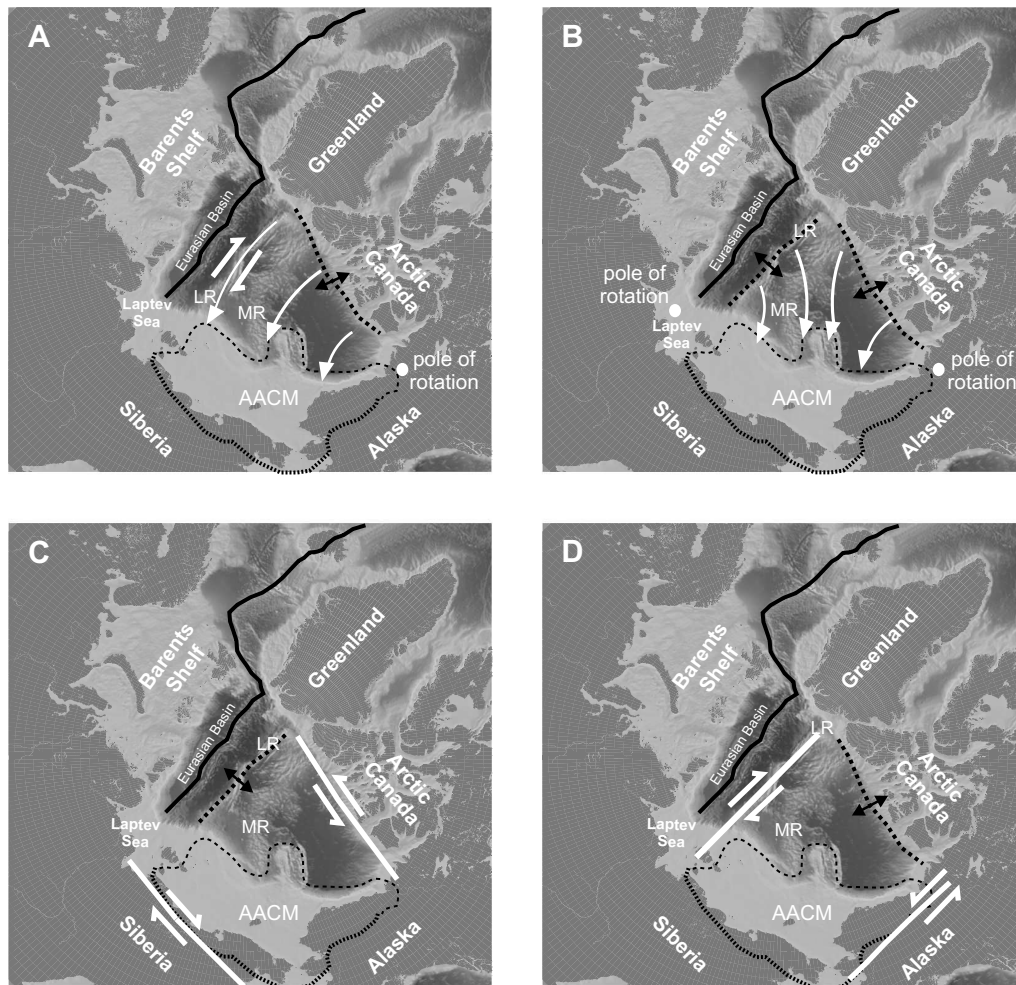 A
Barents
Shelf
Greenland
Eurasian Basin
Arctic
Canada
LR
Laptev
Sea
MR
pole of
rotation
AACM
Siberia
Alaska
B
Barents
Shelf
Greenland
Eurasian Basin
LR
Arctic
Canada
pole of
rotation
Laptev
Sea
MR
pole of
rotation
AACM
Siberia
Alaska
C
Barents
Shelf
Greenland
Eurasian Basin
LR
Arctic
Canada
Laptev
Sea
MR
AACM
Siberia
Alaska
D
Barents
Shelf
Greenland
Eurasian Basin
LR
Arctic
Canada
Laptev
Sea
MR
AACM
Siberia
Alaska